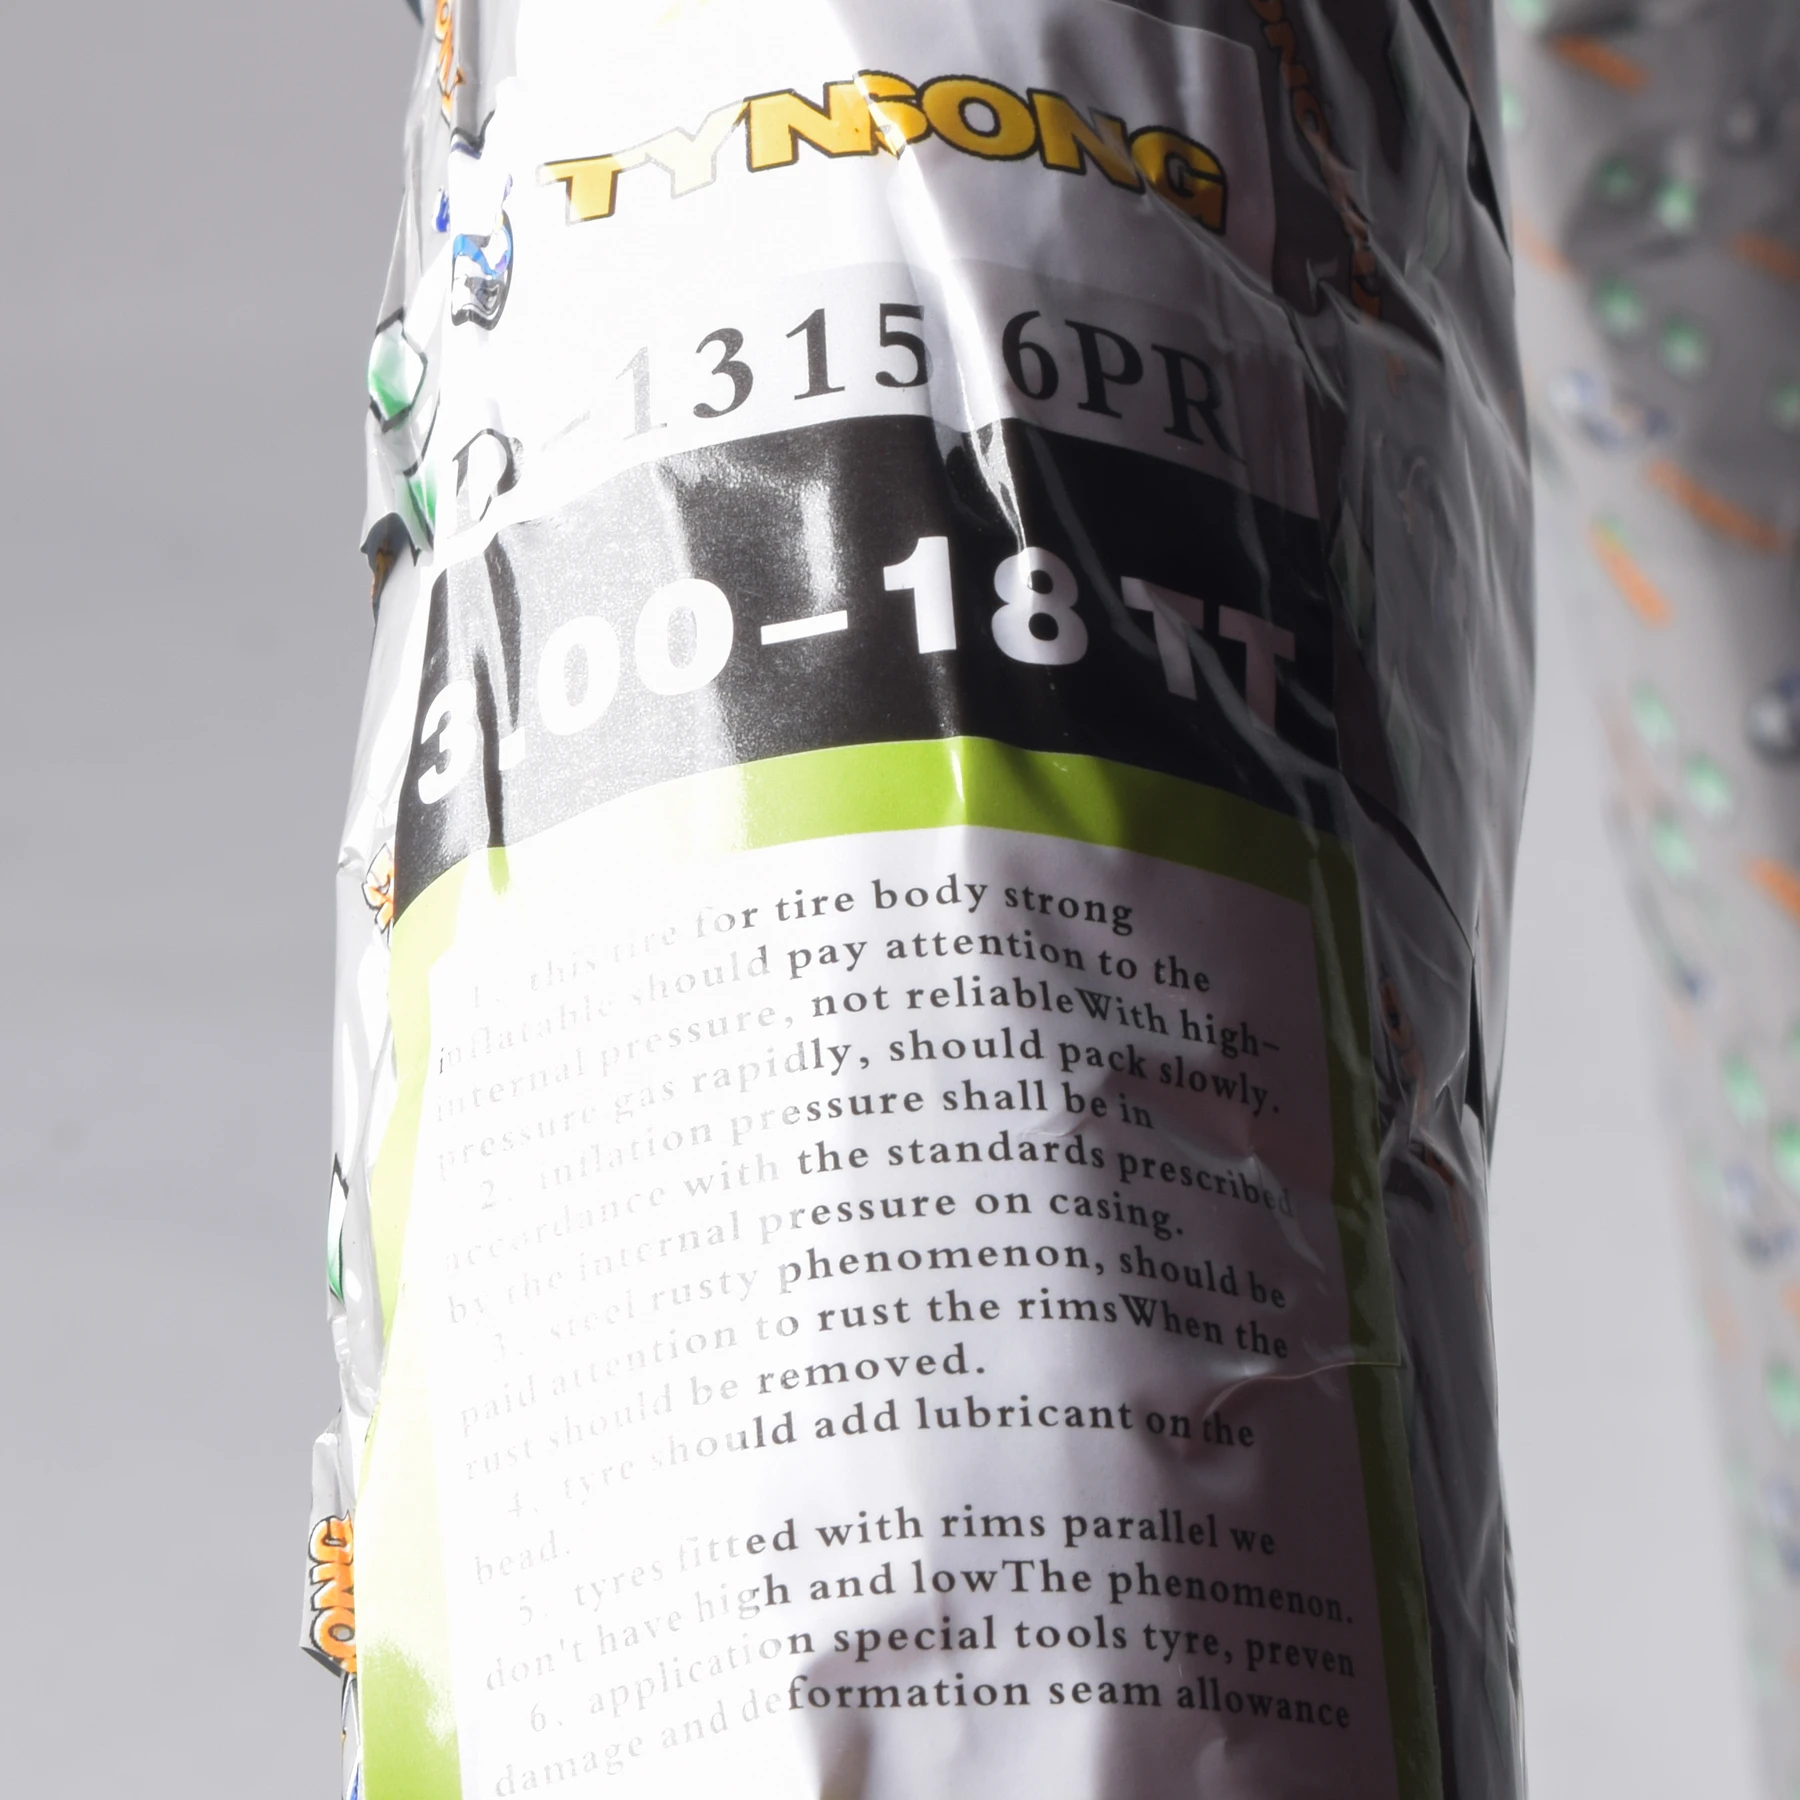 TYNSONG
D-1315 6PR
3.00-18 TT
1、this tire for tire body strong
inflatable should pay attention to the
internal pressure, not reliableWith high-
pressure gas rapidly, should pack slowly.
2、inflation pressure shall be in
accordance with the standards prescribed
by the internal pressure on casing.
3、steel rusty phenomenon, should be
paid attention to rust the rimsWhen the
rust should be removed.
4、tyre should add lubricant on the
bead.
5、tyres fitted with rims parallel we
don't have high and lowThe phenomenon.
6、application special tools tyre, preven
damage and deformation seam allowance
ONG